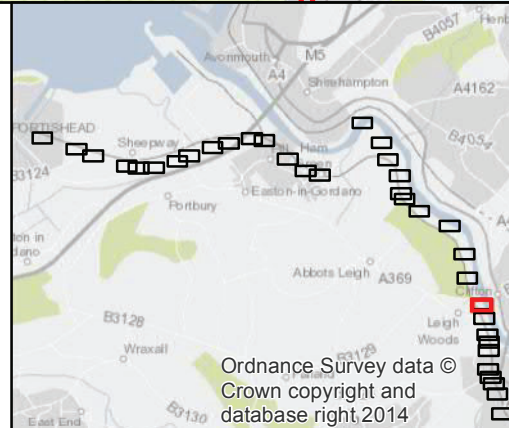 B4057
Henb
Avonmouth
M5
A4
Shirehampton
A4162
PORTISHEAD
Sheepway
Ham
Green
B4054
B3124
Easton-in-Gordano
Portbury
on in
dano
Abbots Leigh
A369
Clifton
B3128
Leigh
Woods
Wraxall
B3129
Ordnance Survey data ©
Crown copyright and
database right 2014
East End
B3130